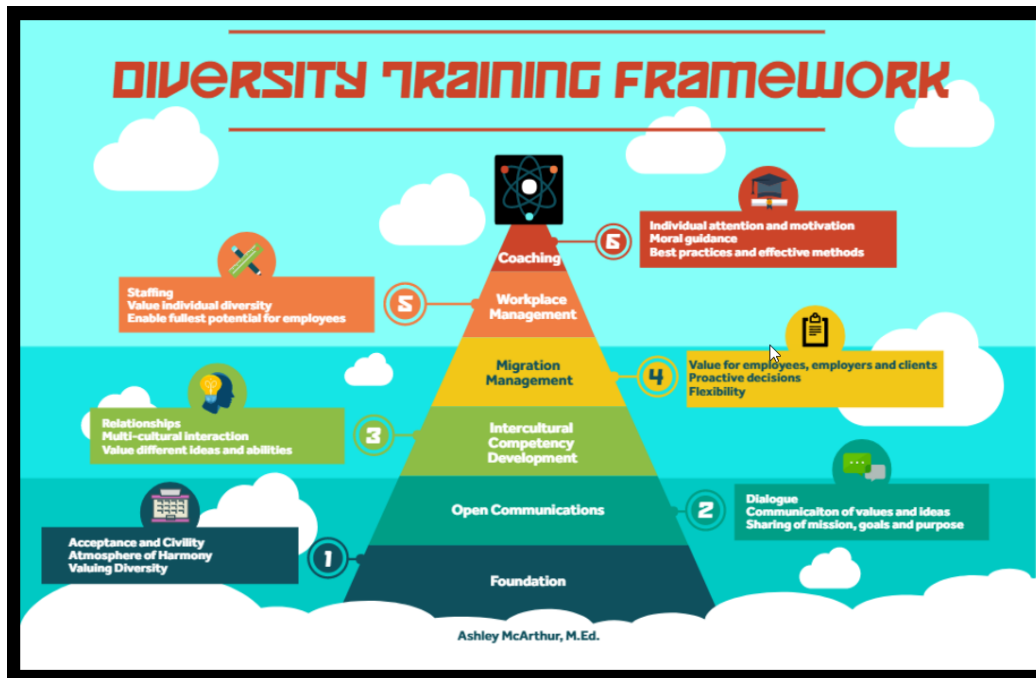 DIVERSITY TRAINING FRAMEWORK
6
Individual attention and motivation
Moral guidance
Best practices and effective methods
Coaching
Staffing
Value individual diversity
Enable fullest potential for employees
5
Workplace
Management
Migration
Management
4
Value for employees, employers and clients
Proactive decisions
Flexibility
Relationships
Multi-cultural interaction
Value different ideas and abilities
3
Intercultural
Competency
Development
Open Communications
2
Dialogue
Communicaiton of values and ideas
Sharing of mission, goals and purpose
Acceptance and Civility
Atmosphere of Harmony
Valuing Diversity
1
Foundation
Ashley McArthur, M.Ed.